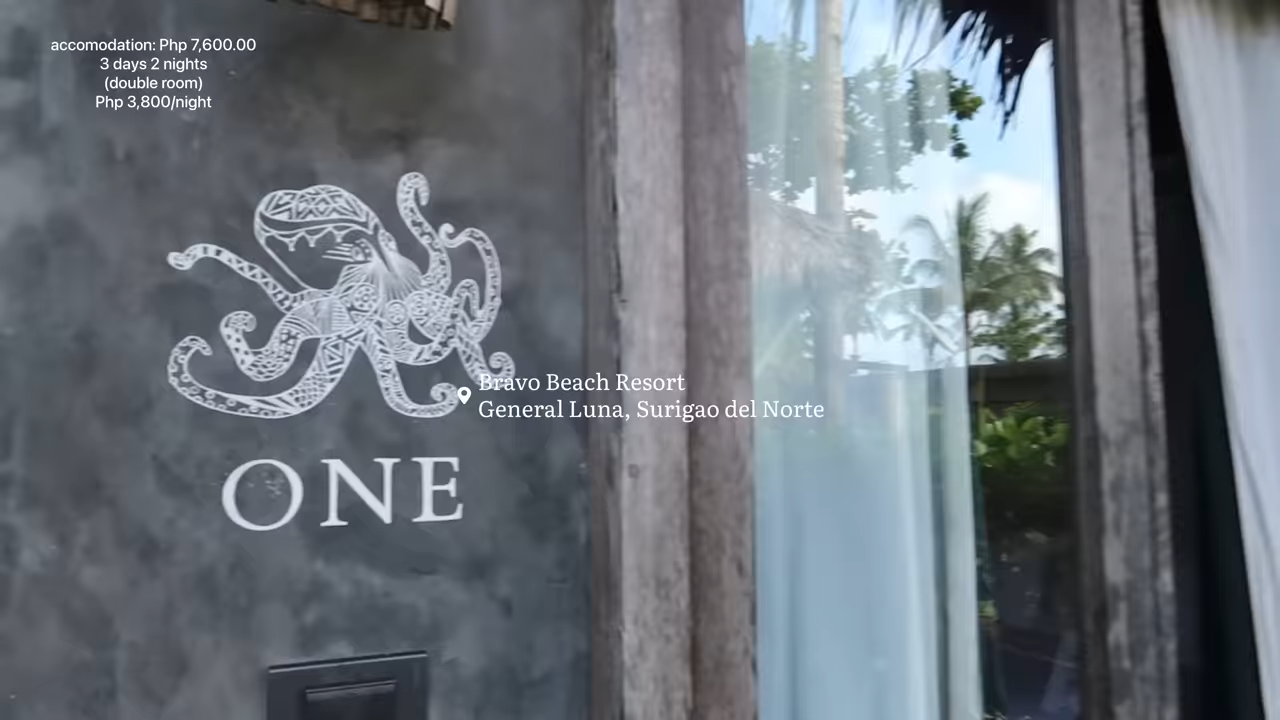 accomodation: Php 7,600.00
3 days 2 nights
(double room)
Php 3,800/night
Bravo Beach Resort
General Luna, Surigao del Norte
ONE